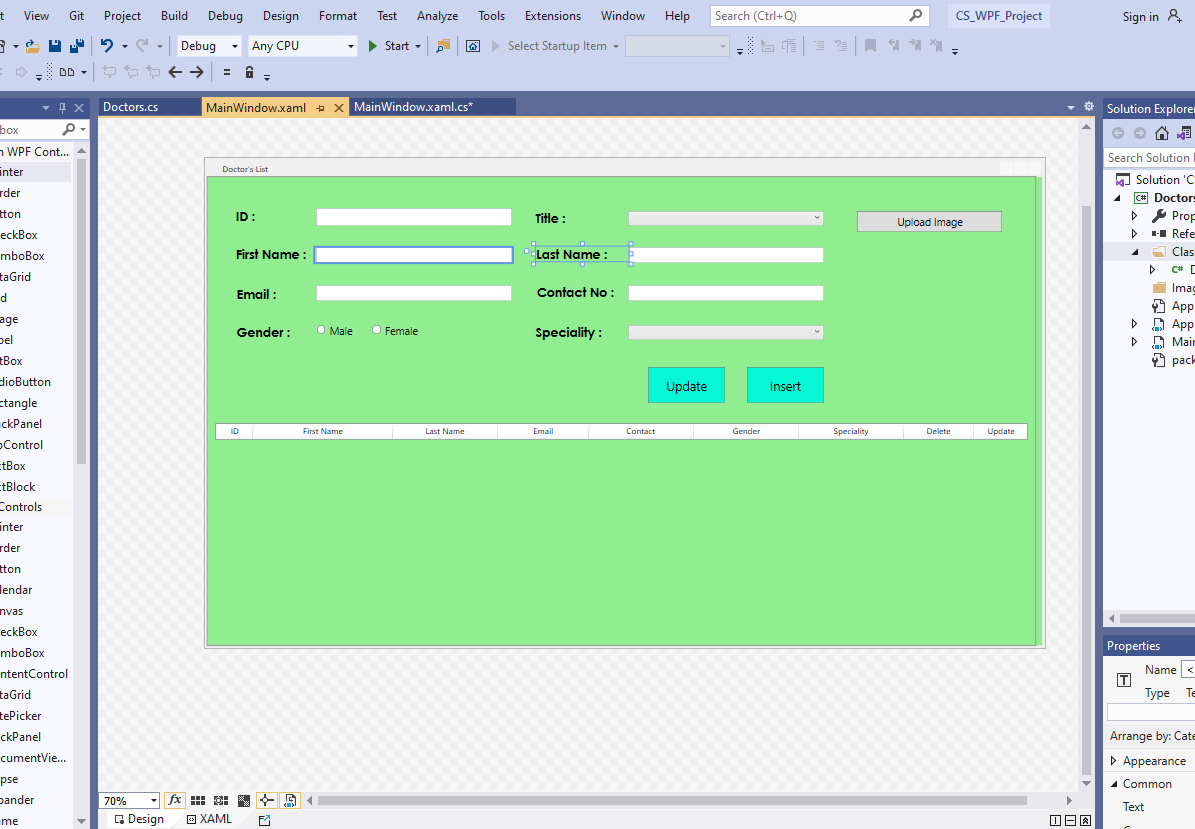 View Git Project Build Debug Design Format Test Analyze Tools Extensions Window Help Search (Ctrl+Q) CS_WPF_Project Sign in
Debug Any CPU Start Select Startup Item
Doctors.cs MainWindow.xaml MainWindow.xaml.cs*
box
WPF Cont...
inter
rder
tton
eckBox
mboBox
taGrid
d
age
bel
tBox
dioButton
ctangle
ckPanel
bControl
xtBox
xtBlock
Controls
inter
rder
tton
lendar
nvas
eckBox
mboBox
ntentControl
taGrid
tePicker
ckPanel
cumentVie...
pse
pander
ame
Doctor's List
ID : Title : Upload Image
First Name : Last Name :
Email : Contact No :
Gender : Male Female Speciality :
Update Insert
ID First Name Last Name Email Contact Gender Speciality Delete Update
70% fx
Design XAML
Solution Explorer
Search Solution
Solution 'C
C# Doctors
Prop
Refe
Clas
C# D
Imag
App
App
Main
pack
Properties
Name <
Type Te
Arrange by: Cate
Appearance
Common
Text